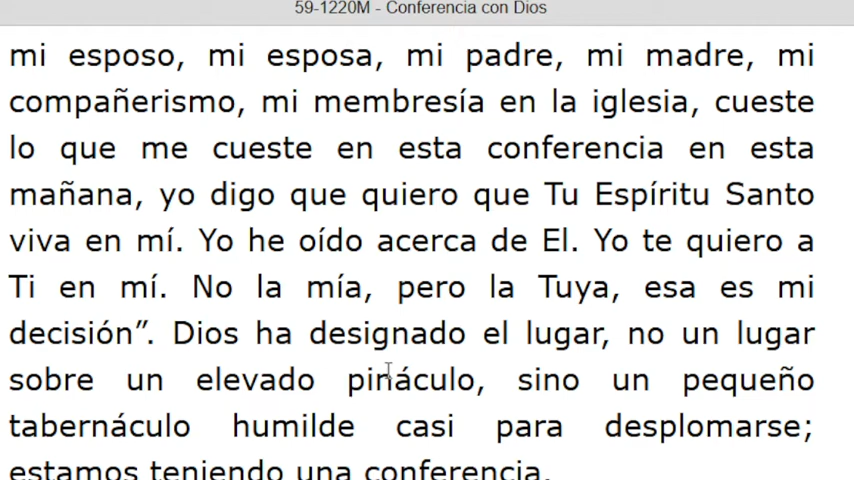 59-1220M - Conferencia con Dios
mi esposo, mi esposa, mi padre, mi madre, mi
compañerismo, mi membresía en la iglesia, cueste
lo que me cueste en esta conferencia en esta
mañana, yo digo que quiero que Tu Espíritu Santo
viva en mí. Yo he oído acerca de El. Yo te quiero a
Ti en mí. No la mía, pero la Tuya, esa es mi
decisión”. Dios ha designado el lugar, no un lugar
sobre un elevado pináculo, sino un pequeño
tabernáculo humilde casi para desplomarse;
estamos teniendo una conferencia.